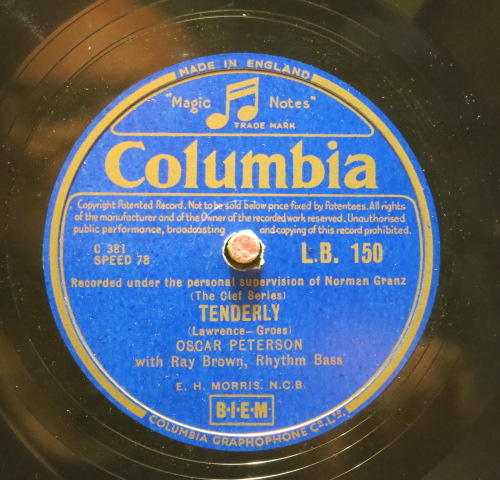 MADE IN ENGLAND
"Magic Notes"
TRADE MARK
Columbia
Copyright Patented Record. Not to be sold below price fixed by Patentees. All rights
of the manufacturer and of the Owner of the recorded work reserved. Unauthorised
public performance, broadcasting and copying of this record prohibited.
C 381 L.B. 150
SPEED 78
Recorded under the personal supervision of Norman Granz
(The Clef Series)
TENDERLY
(Lawrence-Gross)
OSCAR PETERSON
with Ray Brown, Rhythm Bass
E. H. MORRIS. N.C.B.
B·I·E·M·
COLUMBIA GRAPHOPHONE Co. LTD.